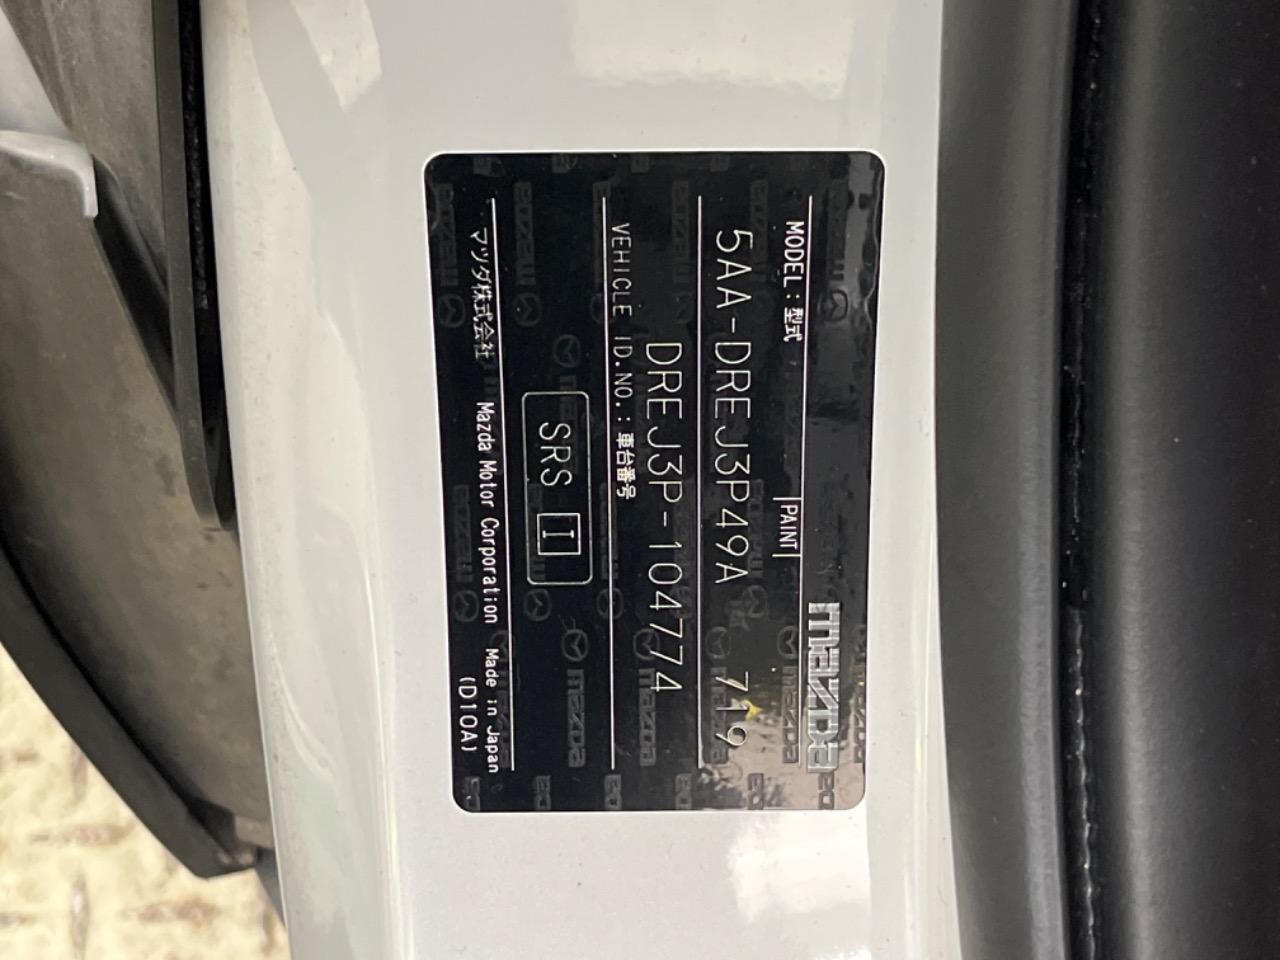 mazda
MODEL : 型式 PAINT
5AA-DREJ3P49A 719
VEHICLE ID.NO. : 車台番号
DREJ3P-104774
SRS I
マツダ株式会社 Mazda Motor Corporation Made in Japan
(D10A)